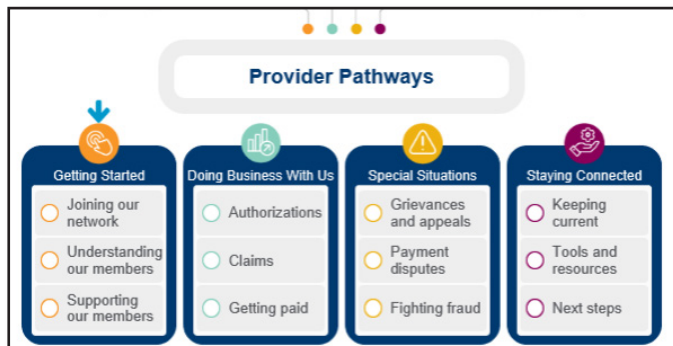 Provider Pathways
Getting Started
Joining our
network
Understanding
our members
Supporting
our members
Doing Business With Us
Authorizations
Claims
Getting paid
Special Situations
Grievances
and appeals
Payment
disputes
Fighting fraud
Staying Connected
Keeping
current
Tools and
resources
Next steps